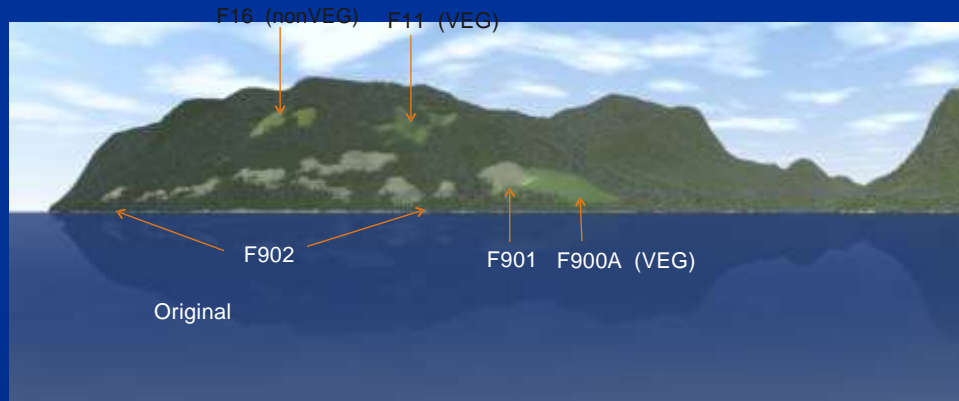 F16 (nonVEG)
F11 (VEG)
F902
F901
F900A (VEG)
Original